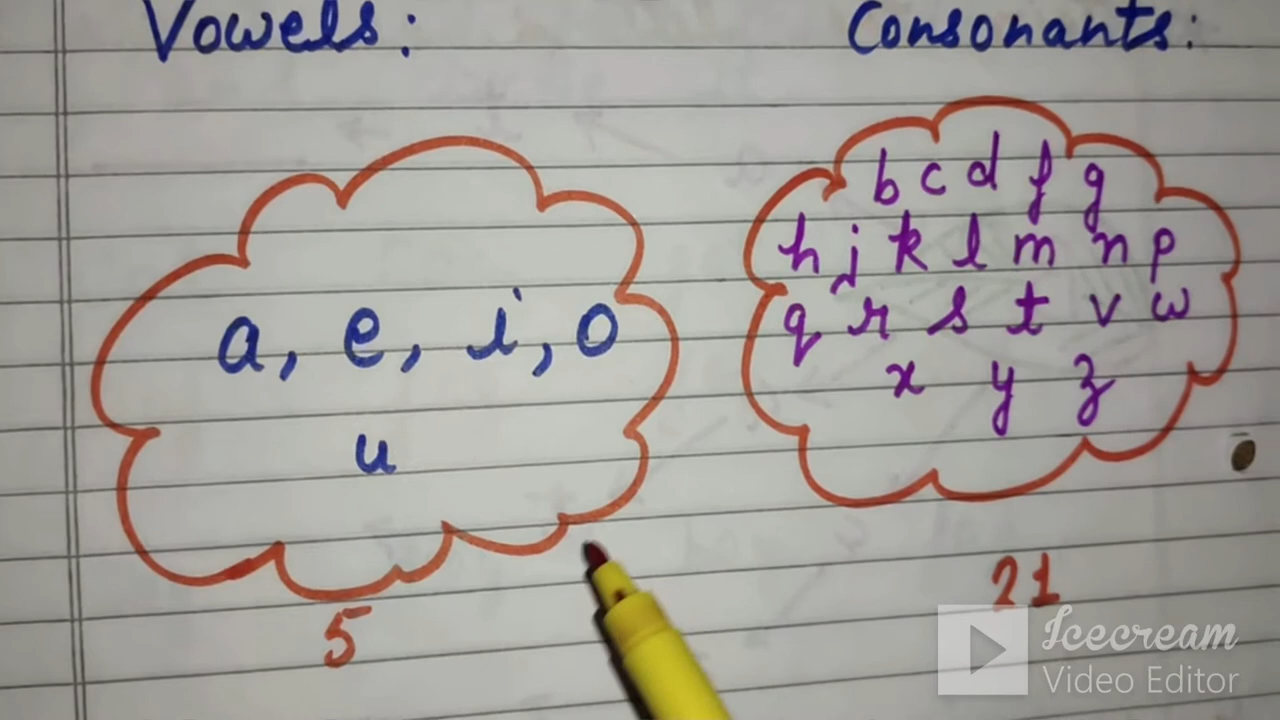 Vowels:
a, e, i, o
u
5
Consonants:
b c d f g
h j k l m n p
q r s t v w
x y z
21
Icecream
Video Editor